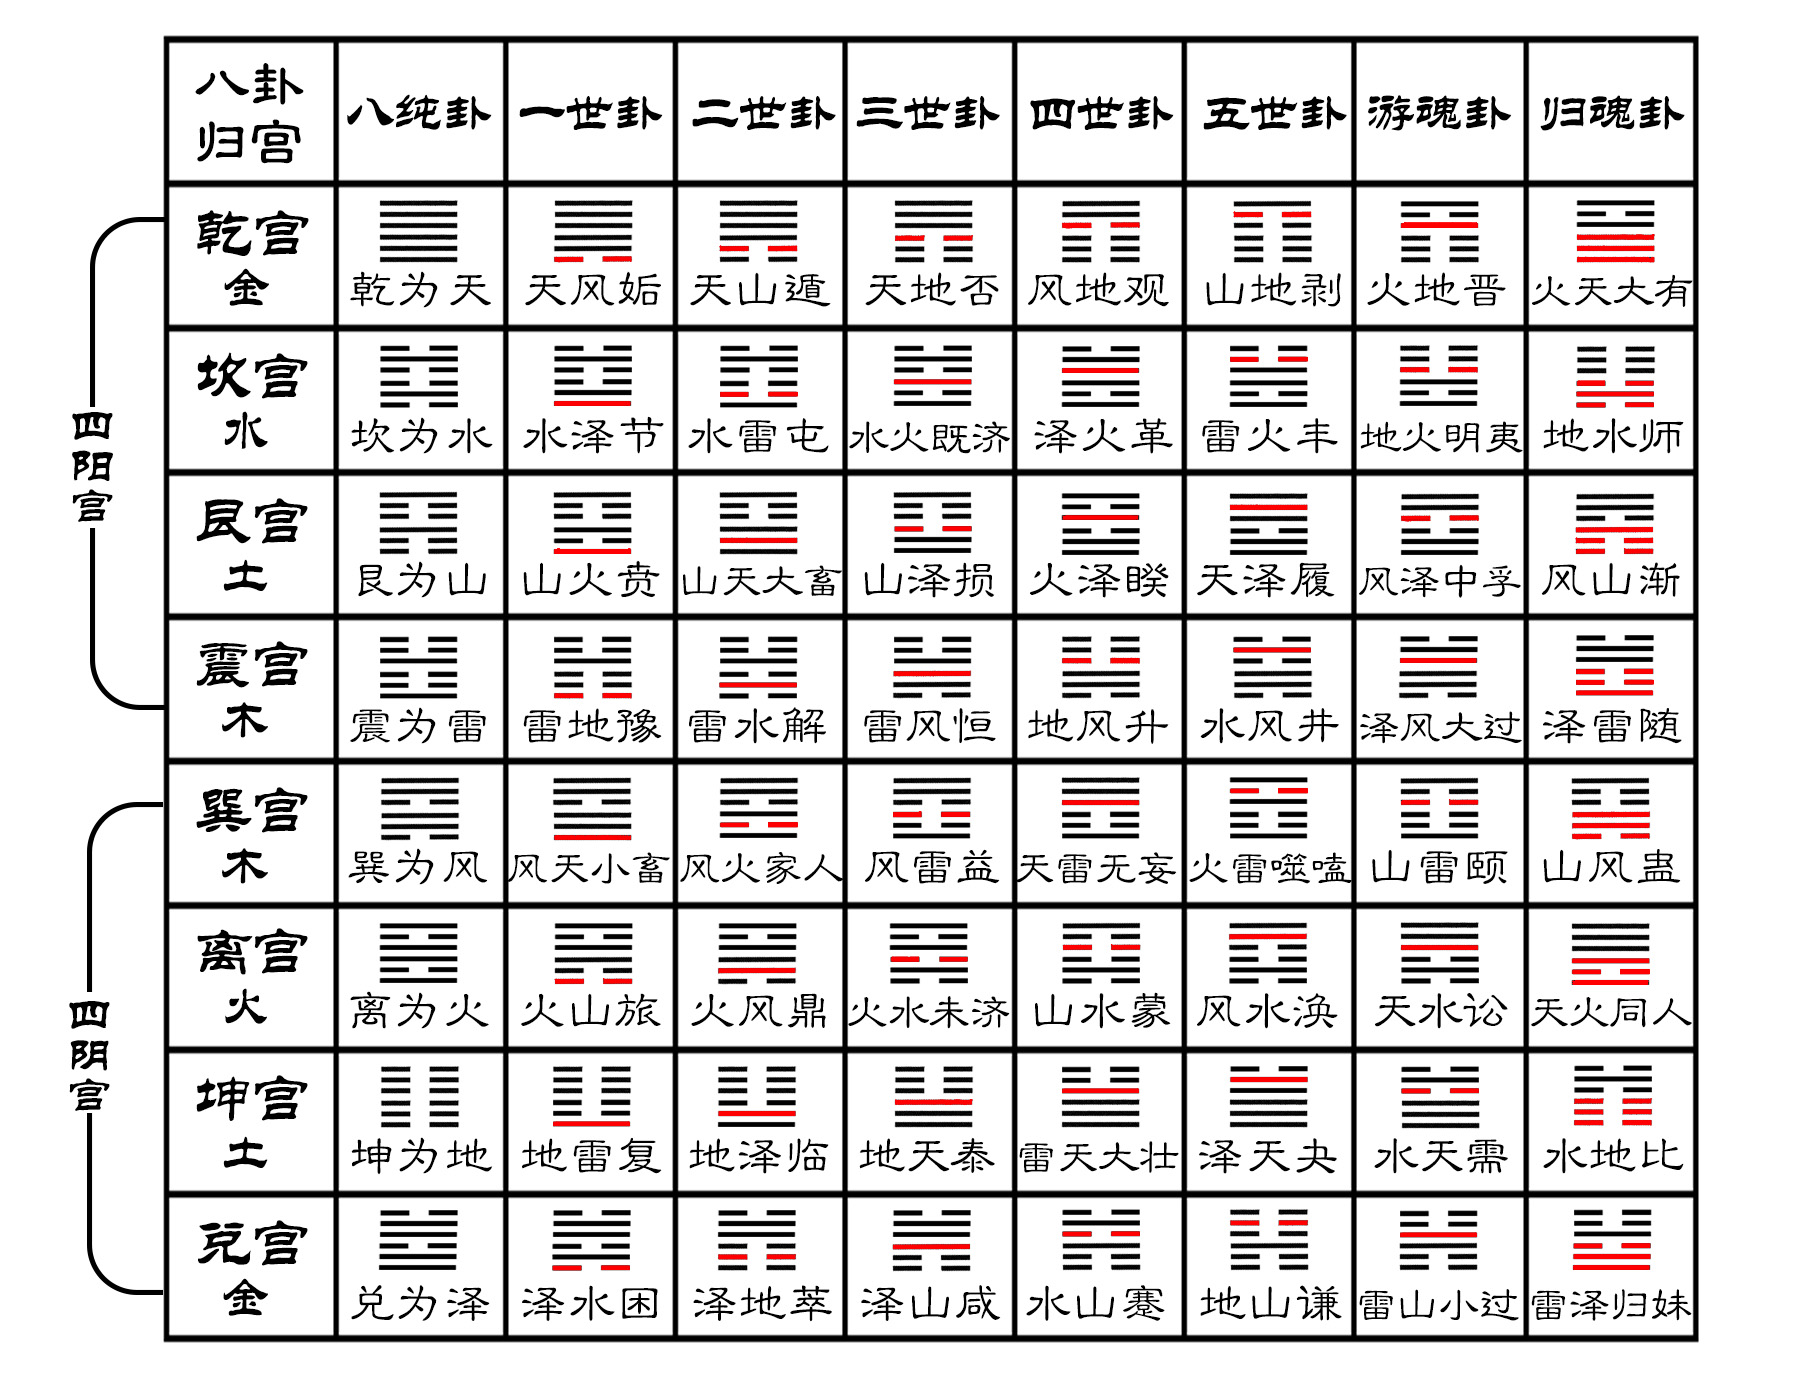 八卦 归宫 八纯卦 一世卦 二世卦 三世卦 四世卦 五世卦 游魂卦 归魂卦
四阳宫
乾宫 金 乾为天 天风姤 天山遁 天地否 风地观 山地剥 火地晋 火天大有
坎宫 水 坎为水 水泽节 水雷屯 水火既济 泽火革 雷火丰 地火明夷 地水师
艮宫 土 艮为山 山火贲 山天大畜 山泽损 火泽睽 天泽履 风泽中孚 风山渐
震宫 木 震为雷 雷地豫 雷水解 雷风恒 地风升 水风井 泽风大过 泽雷随
四阴宫
巽宫 木 巽为风 风天小畜 风火家人 风雷益 天雷无妄 火雷噬嗑 山雷颐 山风蛊
离宫 火 离为火 火山旅 火风鼎 火水未济 山水蒙 风水涣 天水讼 天火同人
坤宫 土 坤为地 地雷复 地泽临 地天泰 雷天大壮 泽天夬 水天需 水地比
兑宫 金 兑为泽 泽水困 泽地萃 泽山咸 水山蹇 地山谦 雷山小过 雷泽归妹